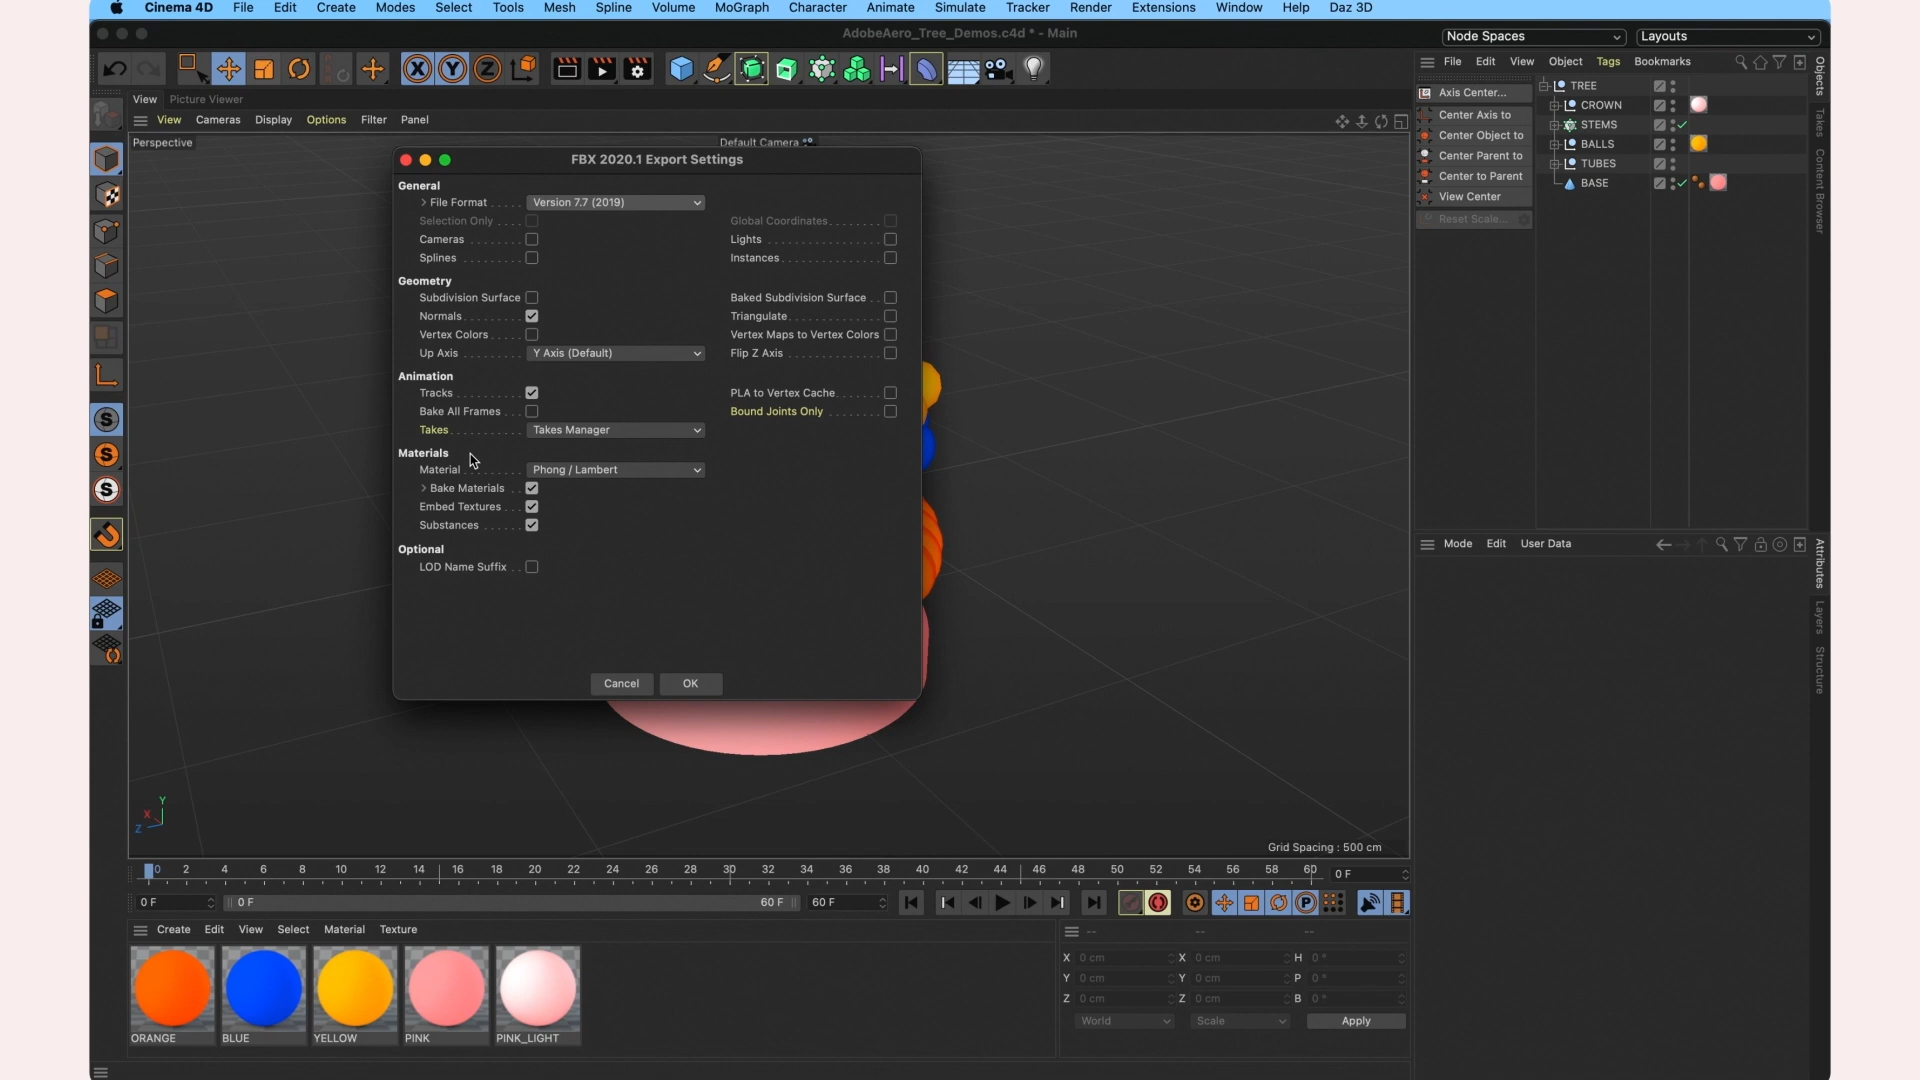 Cinema 4D File Edit Create Modes Select Tools Mesh Spline Volume MoGraph Character Animate Simulate Tracker Render Extensions Window Help Daz 3D
AdobeAero_Tree_Demos.c4d * - Main
Node Spaces
Layouts
View Picture Viewer
View Cameras Display Options Filter Panel
Perspective
Default Camera
FBX 2020.1 Export Settings
General
File Format Version 7.7 (2019)
Selection Only Global Coordinates
Cameras Lights
Splines Instances
Geometry
Subdivision Surface Baked Subdivision Surface
Normals Triangulate
Vertex Colors Vertex Maps to Vertex Colors
Up Axis Y Axis (Default) Flip Z Axis
Animation
Tracks PLA to Vertex Cache
Bake All Frames Bound Joints Only
Takes Takes Manager
Materials
Material Phong / Lambert
Bake Materials
Embed Textures
Substances
Optional
LOD Name Suffix
Cancel OK
Y
X
Z
Grid Spacing : 500 cm
0 2 4 6 8 10 12 14 16 18 20 22 24 26 28 30 32 34 36 38 40 42 44 46 48 50 52 54 56 58 60 0 F
0 F 0 F 60 F 60 F
Create Edit View Select Material Texture
ORANGE BLUE YELLOW PINK PINK_LIGHT
-- -- --
X 0 cm X 0 cm H 0 °
Y 0 cm Y 0 cm P 0 °
Z 0 cm Z 0 cm B 0 °
World Scale Apply
File Edit View Object Tags Bookmarks
Axis Center...
Center Axis to
Center Object to
Center Parent to
Center to Parent
View Center
Reset Scale...
TREE
CROWN
STEMS
BALLS
TUBES
BASE
Objects
Takes
Content Browser
Mode Edit User Data
Attributes
Layers
Structure